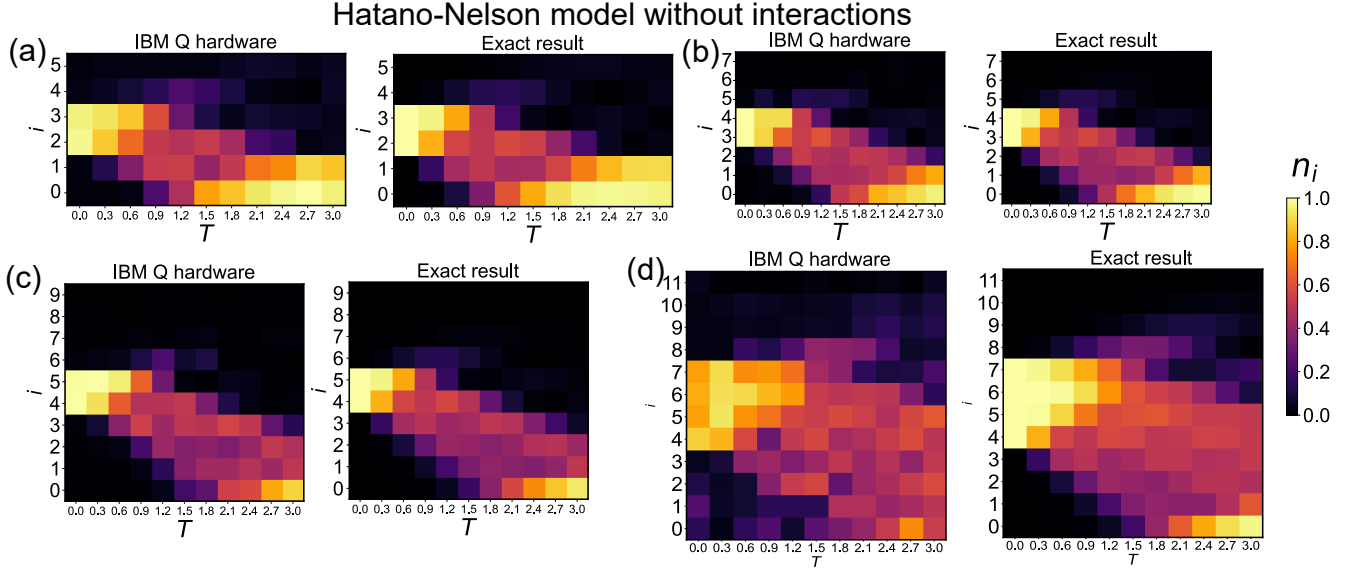 Hatano-Nelson model without interactions
(a)
IBM Q hardware
5
4
3
2
1
0
i
0.0 0.3 0.6 0.9 1.2 1.5 1.8 2.1 2.4 2.7 3.0
T
Exact result
5
4
3
2
1
0
i
0.0 0.3 0.6 0.9 1.2 1.5 1.8 2.1 2.4 2.7 3.0
T
(b)
IBM Q hardware
7
6
5
4
3
2
1
0
i
0.0 0.3 0.6 0.9 1.2 1.5 1.8 2.1 2.4 2.7 3.0
T
Exact result
7
6
5
4
3
2
1
0
i
0.0 0.3 0.6 0.9 1.2 1.5 1.8 2.1 2.4 2.7 3.0
T
(c)
IBM Q hardware
9
8
7
6
5
4
3
2
1
0
i
0.0 0.3 0.6 0.9 1.2 1.5 1.8 2.1 2.4 2.7 3.0
T
Exact result
9
8
7
6
5
4
3
2
1
0
i
0.0 0.3 0.6 0.9 1.2 1.5 1.8 2.1 2.4 2.7 3.0
T
(d)
IBM Q hardware
11
10
9
8
7
6
5
4
3
2
1
0
i
0.0 0.3 0.6 0.9 1.2 1.5 1.8 2.1 2.4 2.7 3.0
T
Exact result
11
10
9
8
7
6
5
4
3
2
1
0
i
0.0 0.3 0.6 0.9 1.2 1.5 1.8 2.1 2.4 2.7 3.0
T
n_i
1.0
0.8
0.6
0.4
0.2
0.0